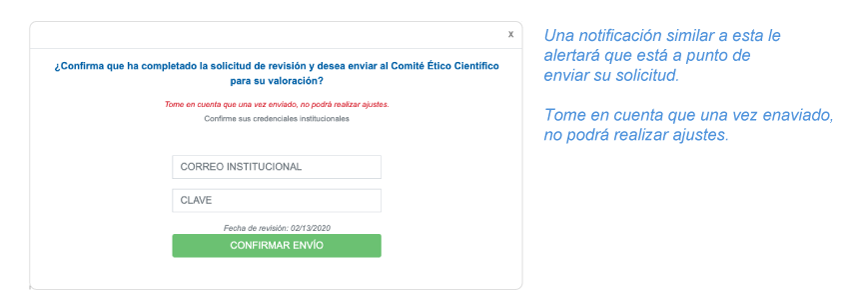 x
¿Confirma que ha completado la solicitud de revisión y desea enviar al Comité Ético Científico
para su valoración?
Tome en cuenta que una vez enviado, no podrá realizar ajustes.
Confirme sus credenciales institucionales
CORREO INSTITUCIONAL
CLAVE
Fecha de revisión: 02/13/2020
CONFIRMAR ENVÍO
Una notificación similar a esta le
alertará que está a punto de
enviar su solicitud.
Tome en cuenta que una vez enaviado,
no podrá realizar ajustes.